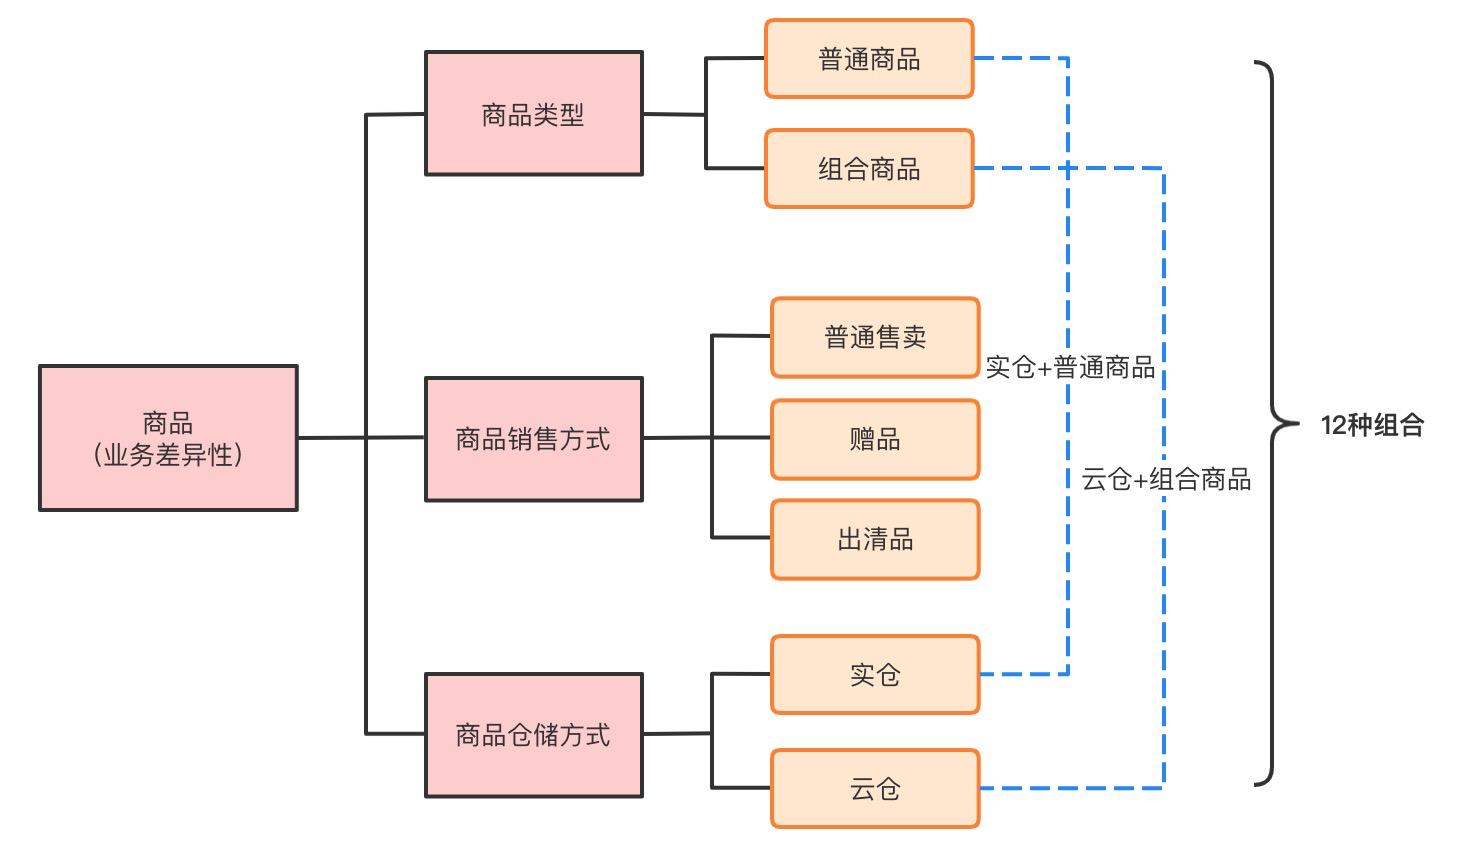 商品
（业务差异性）
商品类型
普通商品
组合商品
商品销售方式
普通售卖
赠品
出清品
商品仓储方式
实仓
云仓
实仓+普通商品
云仓+组合商品
12种组合